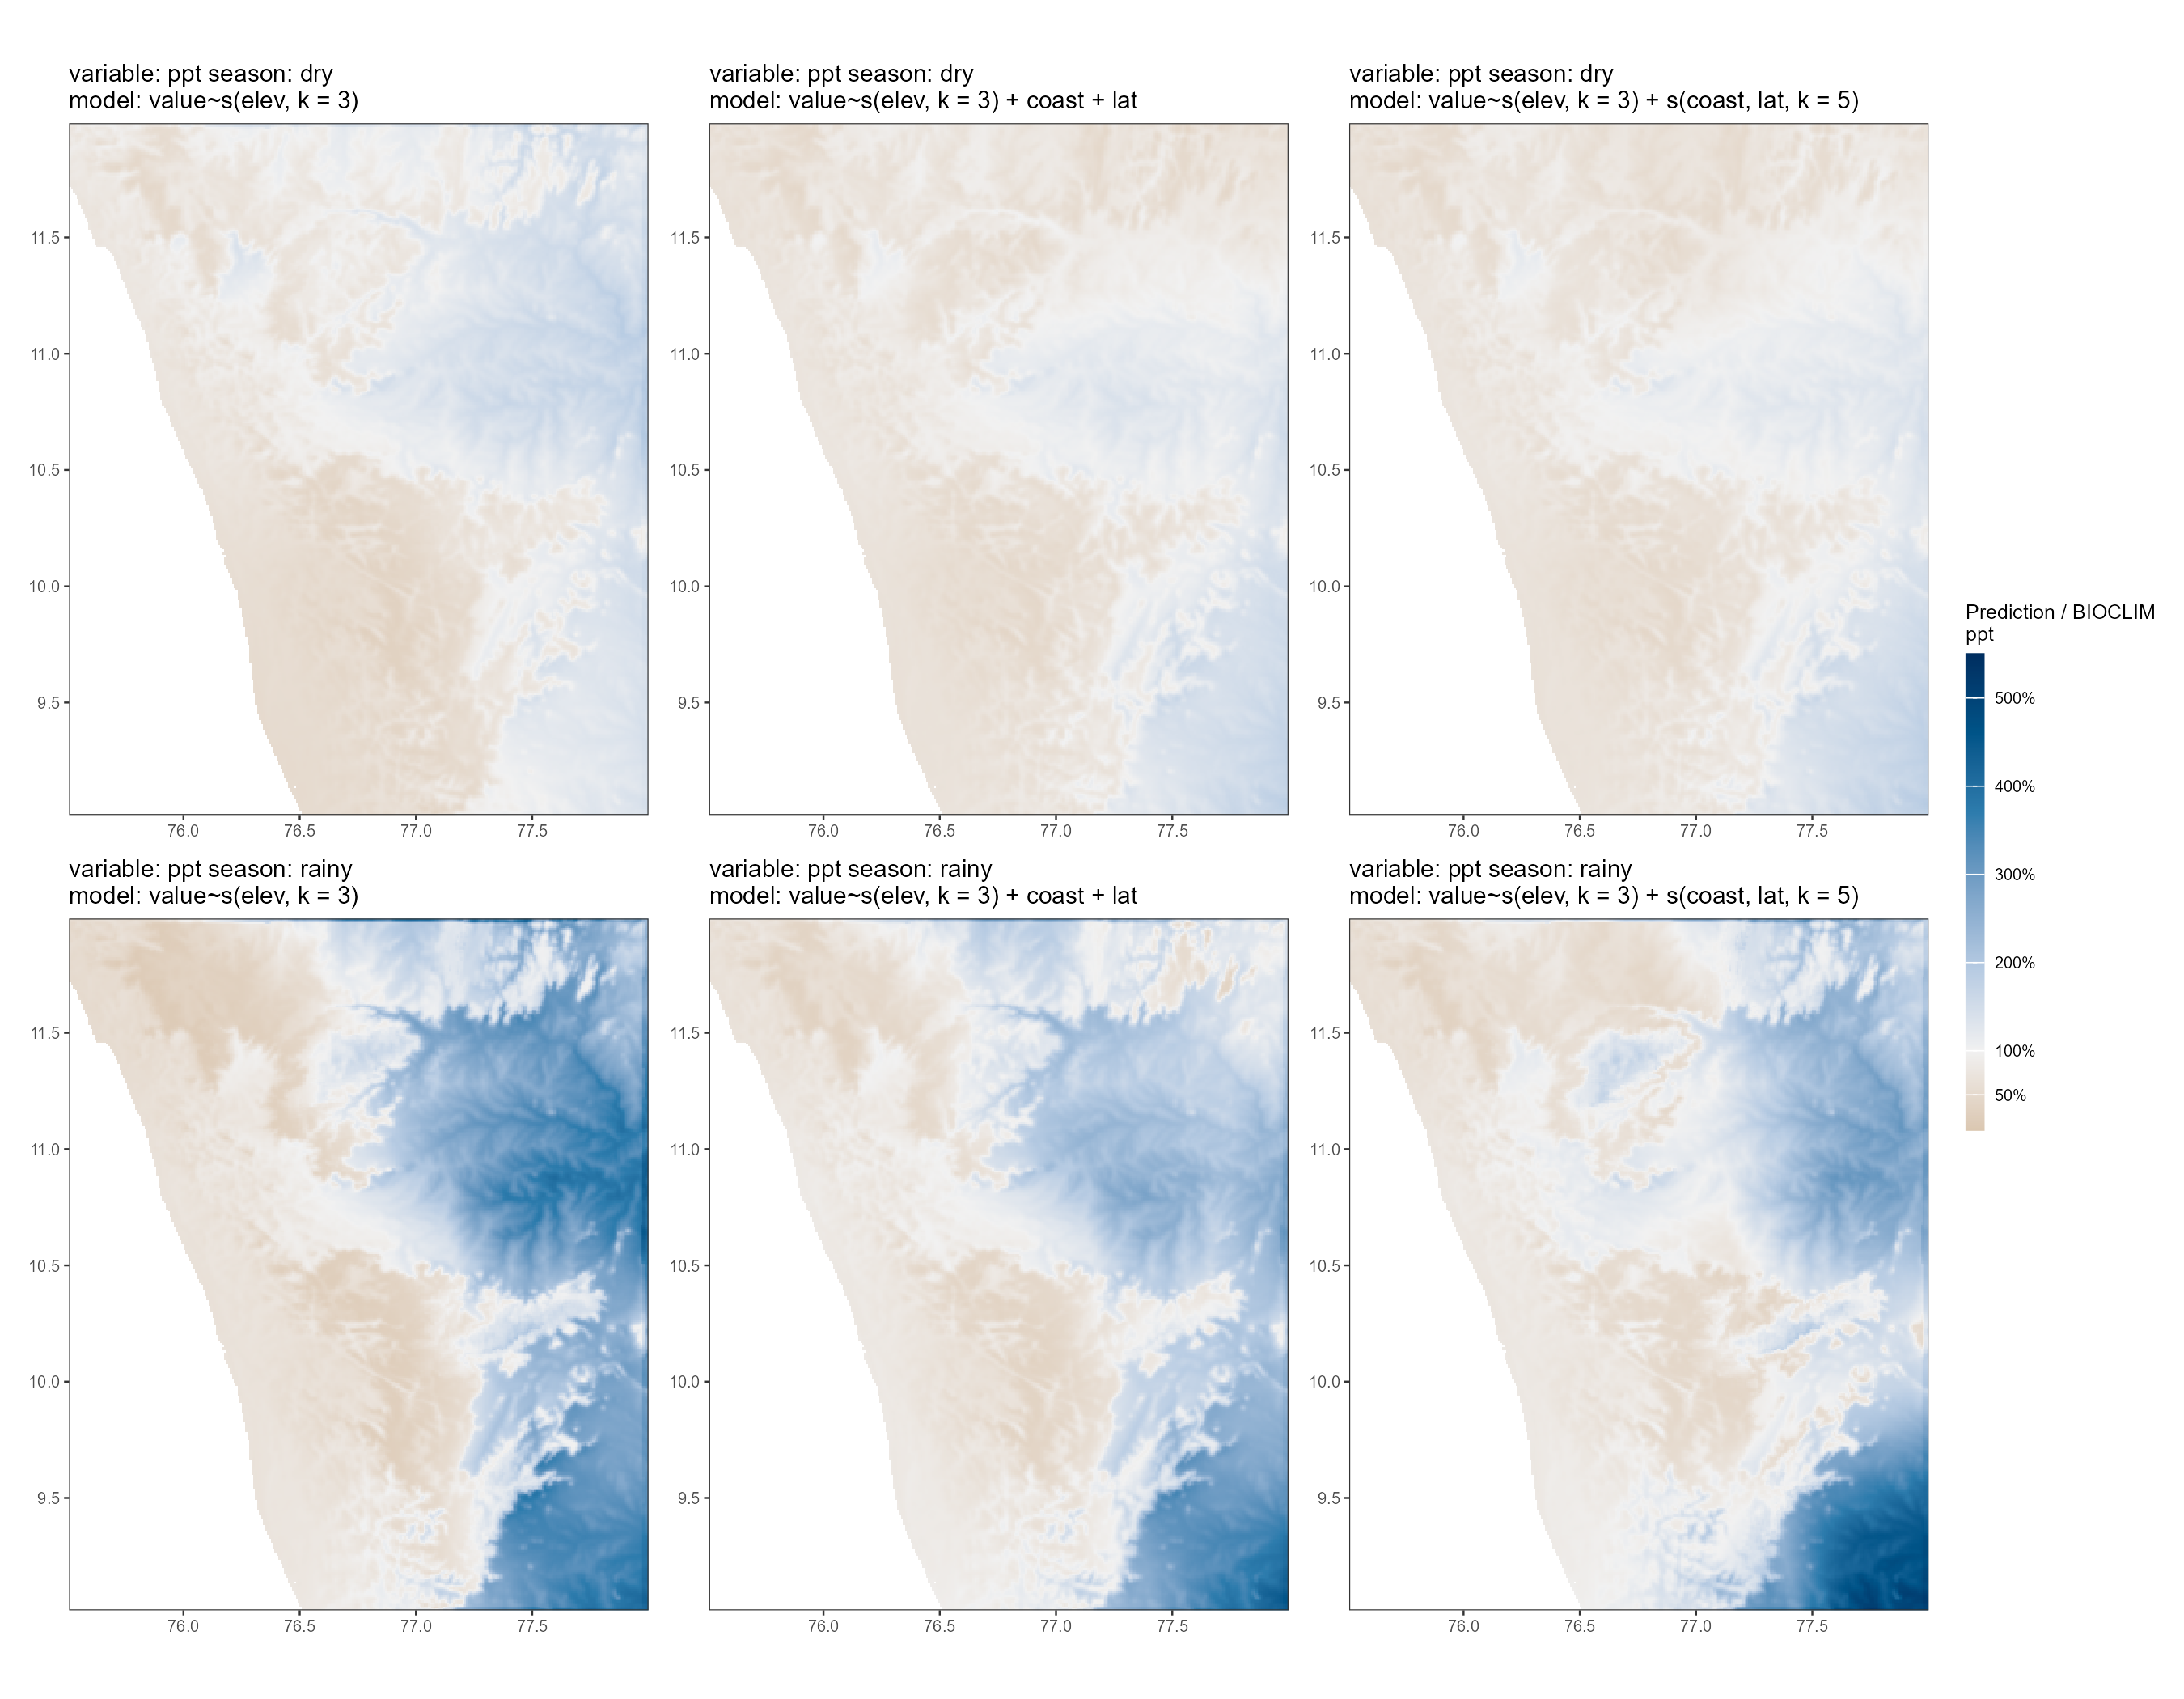 variable: ppt season: dry
model: value~s(elev, k = 3)
variable: ppt season: dry
model: value~s(elev, k = 3) + coast + lat
variable: ppt season: dry
model: value~s(elev, k = 3) + s(coast, lat, k = 5)
11.5
11.0
10.5
10.0
9.5
76.0 76.5 77.0 77.5
11.5
11.0
10.5
10.0
9.5
76.0 76.5 77.0 77.5
11.5
11.0
10.5
10.0
9.5
76.0 76.5 77.0 77.5
variable: ppt season: rainy
model: value~s(elev, k = 3)
variable: ppt season: rainy
model: value~s(elev, k = 3) + coast + lat
variable: ppt season: rainy
model: value~s(elev, k = 3) + s(coast, lat, k = 5)
11.5
11.0
10.5
10.0
9.5
76.0 76.5 77.0 77.5
11.5
11.0
10.5
10.0
9.5
76.0 76.5 77.0 77.5
11.5
11.0
10.5
10.0
9.5
76.0 76.5 77.0 77.5
Prediction / BIOCLIM
ppt
500%
400%
300%
200%
100%
50%